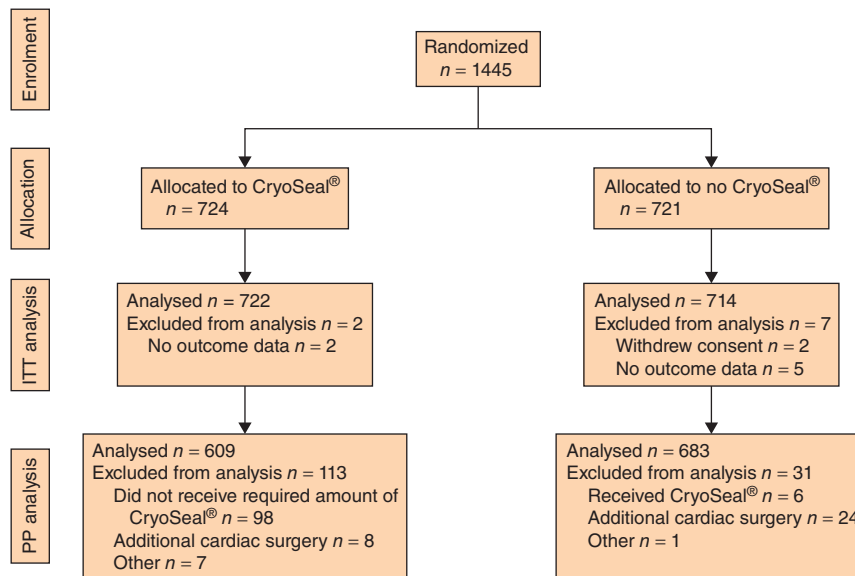 Enrolment
Randomized
n = 1445
Allocation
Allocated to CryoSeal®
n = 724
Allocated to no CryoSeal®
n = 721
ITT analysis
Analysed n = 722
Excluded from analysis n = 2
No outcome data n = 2
Analysed n = 714
Excluded from analysis n = 7
Withdrew consent n = 2
No outcome data n = 5
PP analysis
Analysed n = 609
Excluded from analysis n = 113
Did not receive required amount of
CryoSeal® n = 98
Additional cardiac surgery n = 8
Other n = 7
Analysed n = 683
Excluded from analysis n = 31
Received CryoSeal® n = 6
Additional cardiac surgery n = 24
Other n = 1